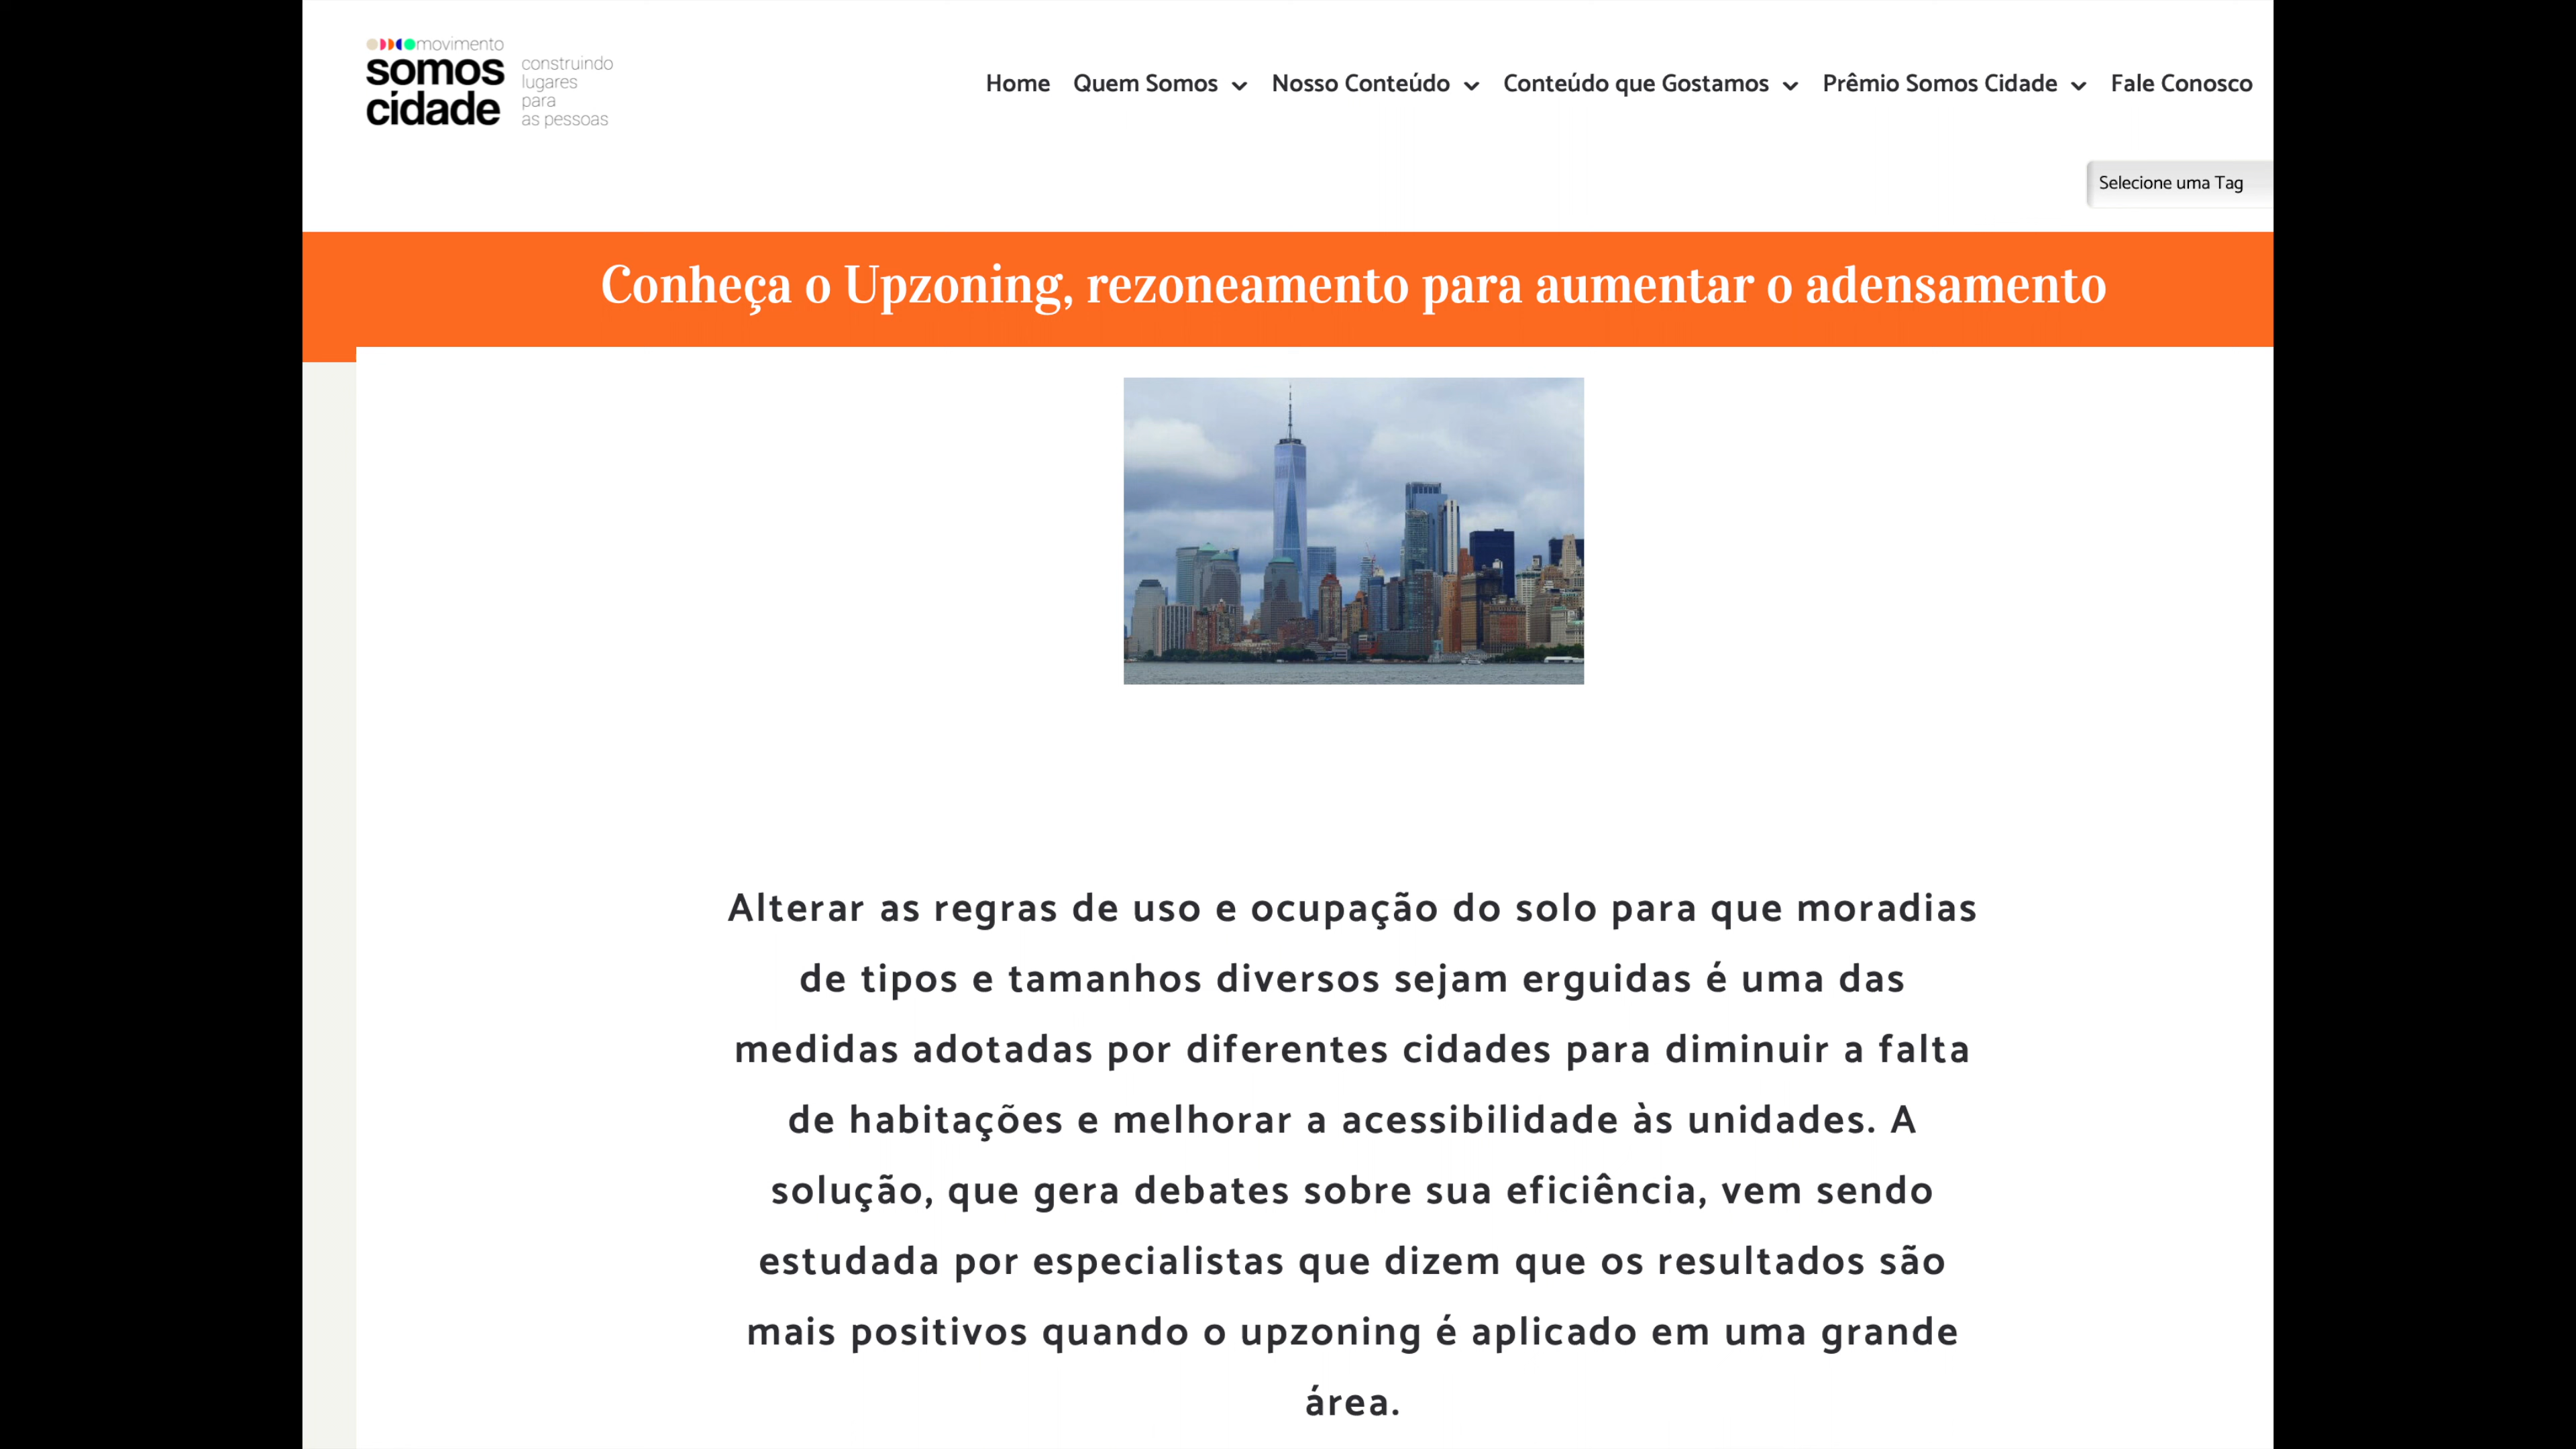 movimento
somos
cidade
construindo
lugares
para
as pessoas
Home Quem Somos Nosso Conteúdo Conteúdo que Gostamos Prêmio Somos Cidade Fale Conosco
Selecione uma Tag
Conheça o Upzoning, rezoneamento para aumentar o adensamento
Alterar as regras de uso e ocupação do solo para que moradias
de tipos e tamanhos diversos sejam erguidas é uma das
medidas adotadas por diferentes cidades para diminuir a falta
de habitações e melhorar a acessibilidade às unidades. A
solução, que gera debates sobre sua eficiência, vem sendo
estudada por especialistas que dizem que os resultados são
mais positivos quando o upzoning é aplicado em uma grande
área.